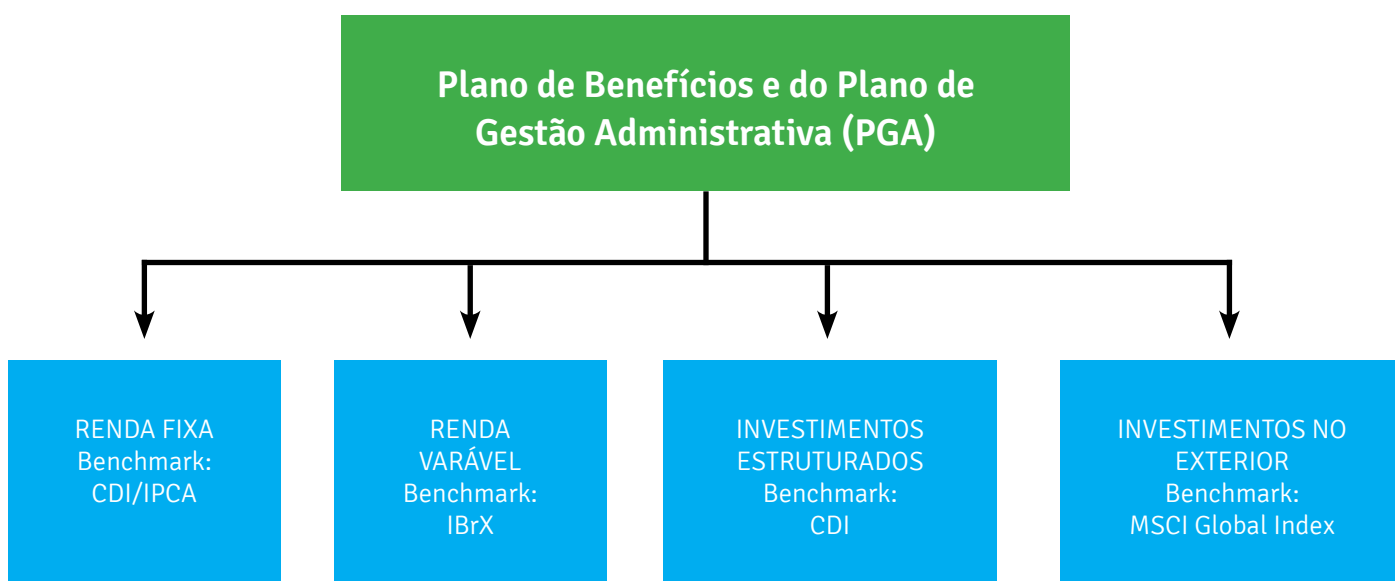 Plano de Benefícios e do Plano de
Gestão Administrativa (PGA)
RENDA FIXA
Benchmark:
CDI/IPCA
RENDA
VARÁVEL
Benchmark:
IBrX
INVESTIMENTOS
ESTRUTURADOS
Benchmark:
CDI
INVESTIMENTOS NO
EXTERIOR
Benchmark:
MSCI Global Index